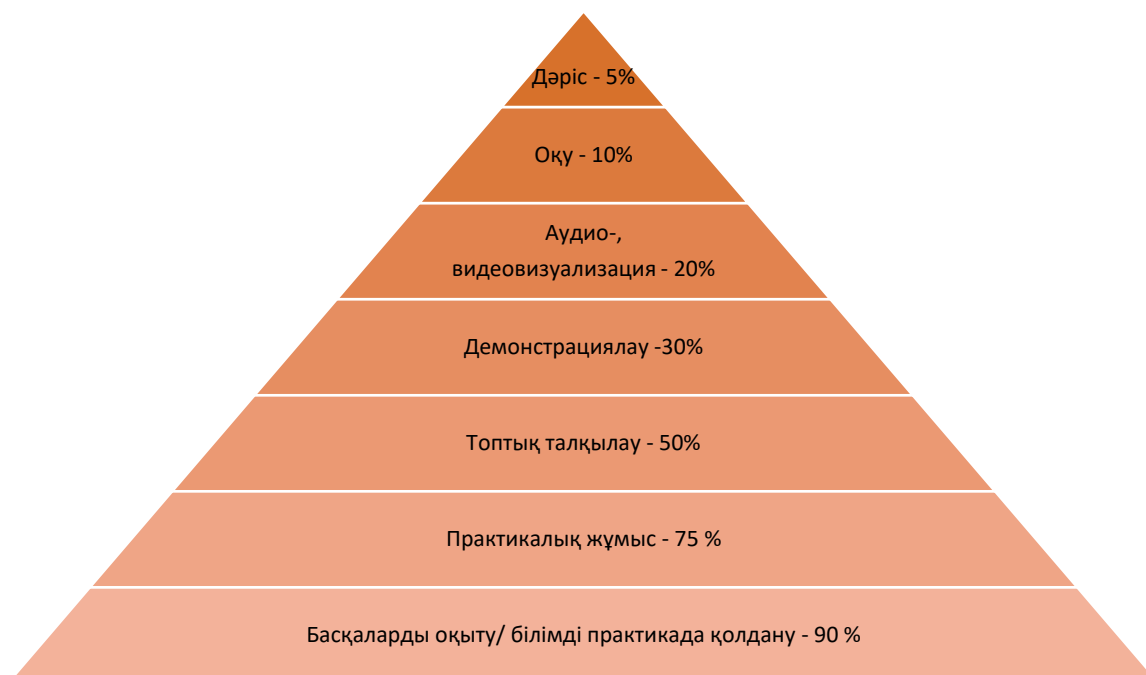 Дәріс - 5%
Оқу - 10%
Аудио-,
видеовизуализация - 20%
Демонстрациялау -30%
Топтық талқылау - 50%
Практикалық жұмыс - 75 %
Басқаларды оқыту/ білімді практикада қолдану - 90 %